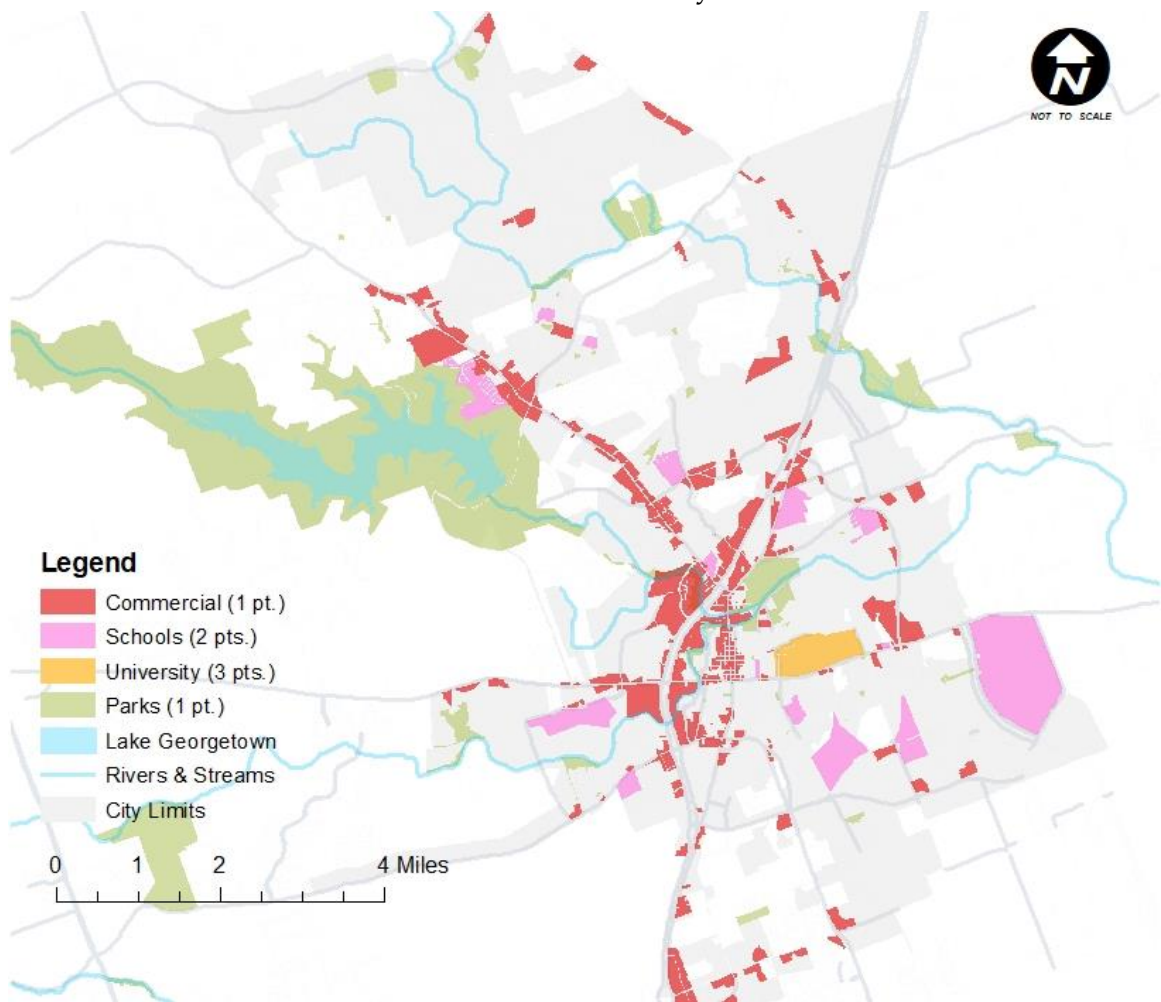 N
NOT TO SCALE
Legend
Commercial (1 pt.)
Schools (2 pts.)
University (3 pts.)
Parks (1 pt.)
Lake Georgetown
Rivers & Streams
City Limits
0 1 2 4 Miles